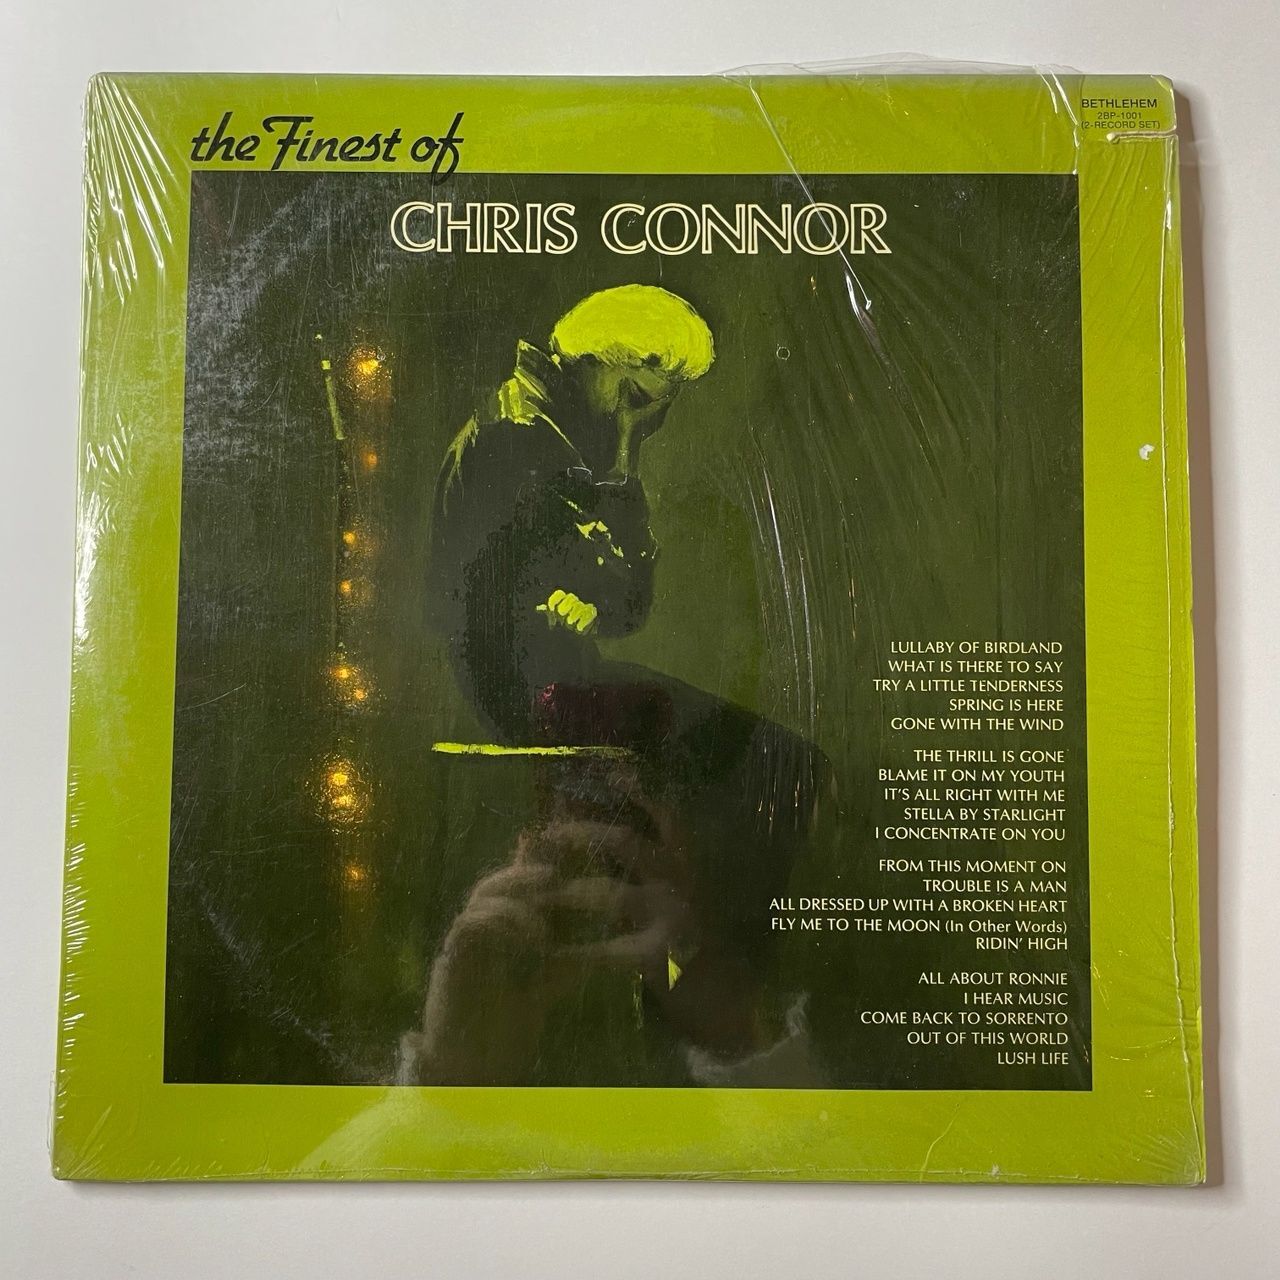 the Finest of
BETHLEHEM
2BP-1001
(2-RECORD SET)
CHRIS CONNOR
LULLABY OF BIRDLAND
WHAT IS THERE TO SAY
TRY A LITTLE TENDERNESS
SPRING IS HERE
GONE WITH THE WIND
THE THRILL IS GONE
BLAME IT ON MY YOUTH
IT'S ALL RIGHT WITH ME
STELLA BY STARLIGHT
I CONCENTRATE ON YOU
FROM THIS MOMENT ON
TROUBLE IS A MAN
ALL DRESSED UP WITH A BROKEN HEART
FLY ME TO THE MOON (In Other Words)
RIDIN' HIGH
ALL ABOUT RONNIE
I HEAR MUSIC
COME BACK TO SORRENTO
OUT OF THIS WORLD
LUSH LIFE